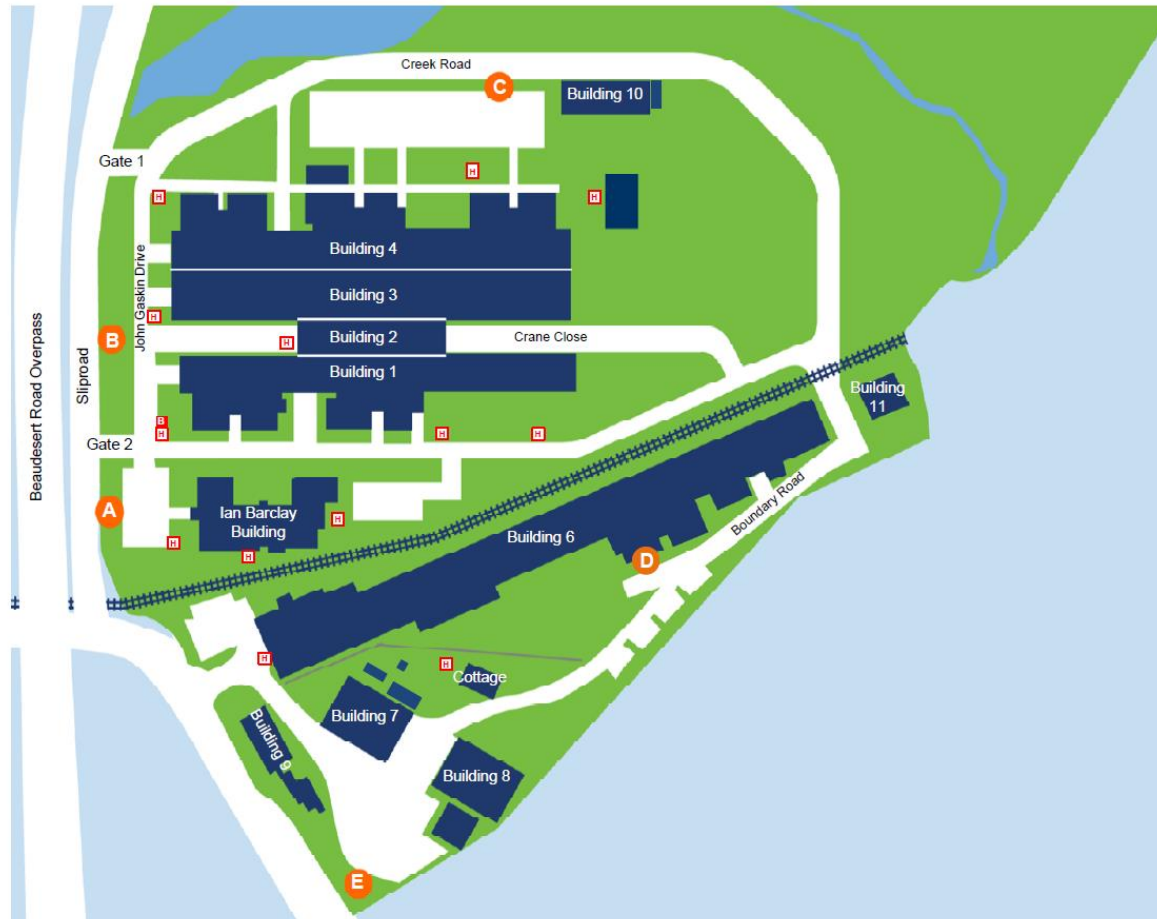 Creek Road
C
Building 10
Gate 1
H
H
H
Building 4
John Gaskin Drive
Building 3
H
Beaudesert Road Overpass
Sliproad
B
Building 2
H
Crane Close
Building 1
Building
11
B
H
H
H
Gate 2
A
Ian Barclay
Building
H
H
H
Building 6
Boundary Road
D
H
H
Cottage
Building 7
Building 9
Building 8
E